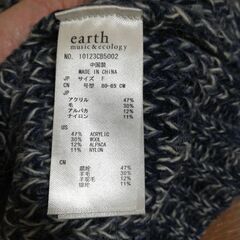 earth
music&ecology
NO. 10123CB5002
中国製
MADE IN CHINA
JP サイズ F
CN 号型 80-85 CM
JP
アクリル 47%
毛 30%
アルパカ 12%
ナイロン 11%
US
47% ACRYLIC
30% WOOL
12% ALPACA
11% NYLON
CN
腈纶 47%
羊毛 30%
羊驼毛 12%
锦纶 11%